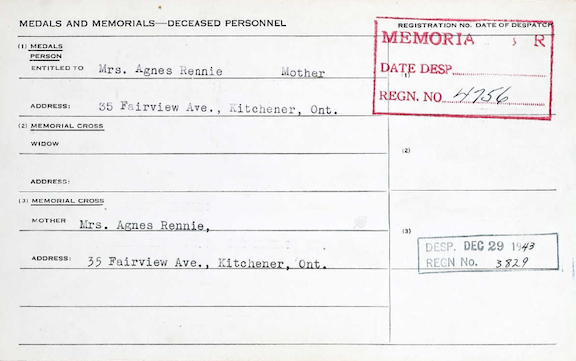 MEDALS AND MEMORIALS—DECEASED PERSONNEL
REGISTRATION NO. DATE OF DESPATCH
(1) MEDALS
PERSON
ENTITLED TO Mrs. Agnes Rennie Mother
MEMORIA R
DATE DESP.
(1)
REGN. NO. 4756
ADDRESS: 35 Fairview Ave., Kitchener, Ont.
(2) MEMORIAL CROSS
WIDOW
(2)
ADDRESS:
(3) MEMORIAL CROSS
MOTHER Mrs. Agnes Rennie,
(3)
DESP. DEC 29 1943
REGN No. 3829
ADDRESS: 35 Fairview Ave., Kitchener, Ont.